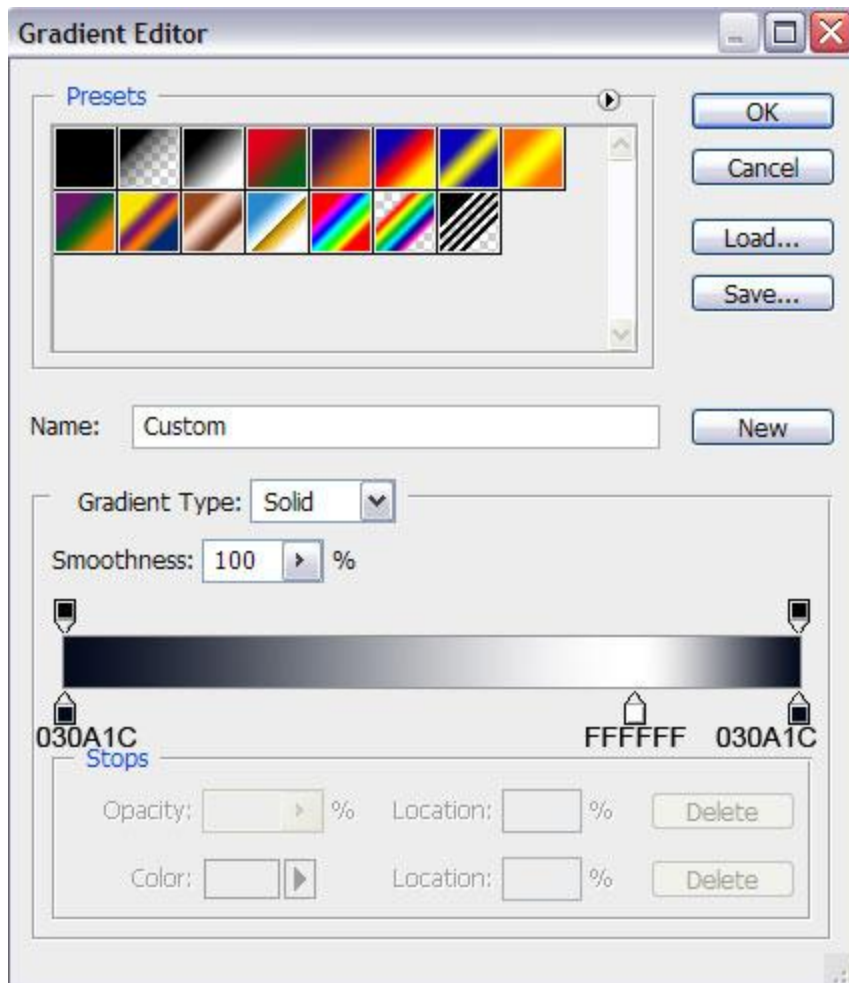 Gradient Editor
Presets
OK
Cancel
Load...
Save...
Name: Custom
New
Gradient Type: Solid
Smoothness: 100 %
030A1C FFFFFF 030A1C
Stops
Opacity: % Location: % Delete
Color: Location: % Delete